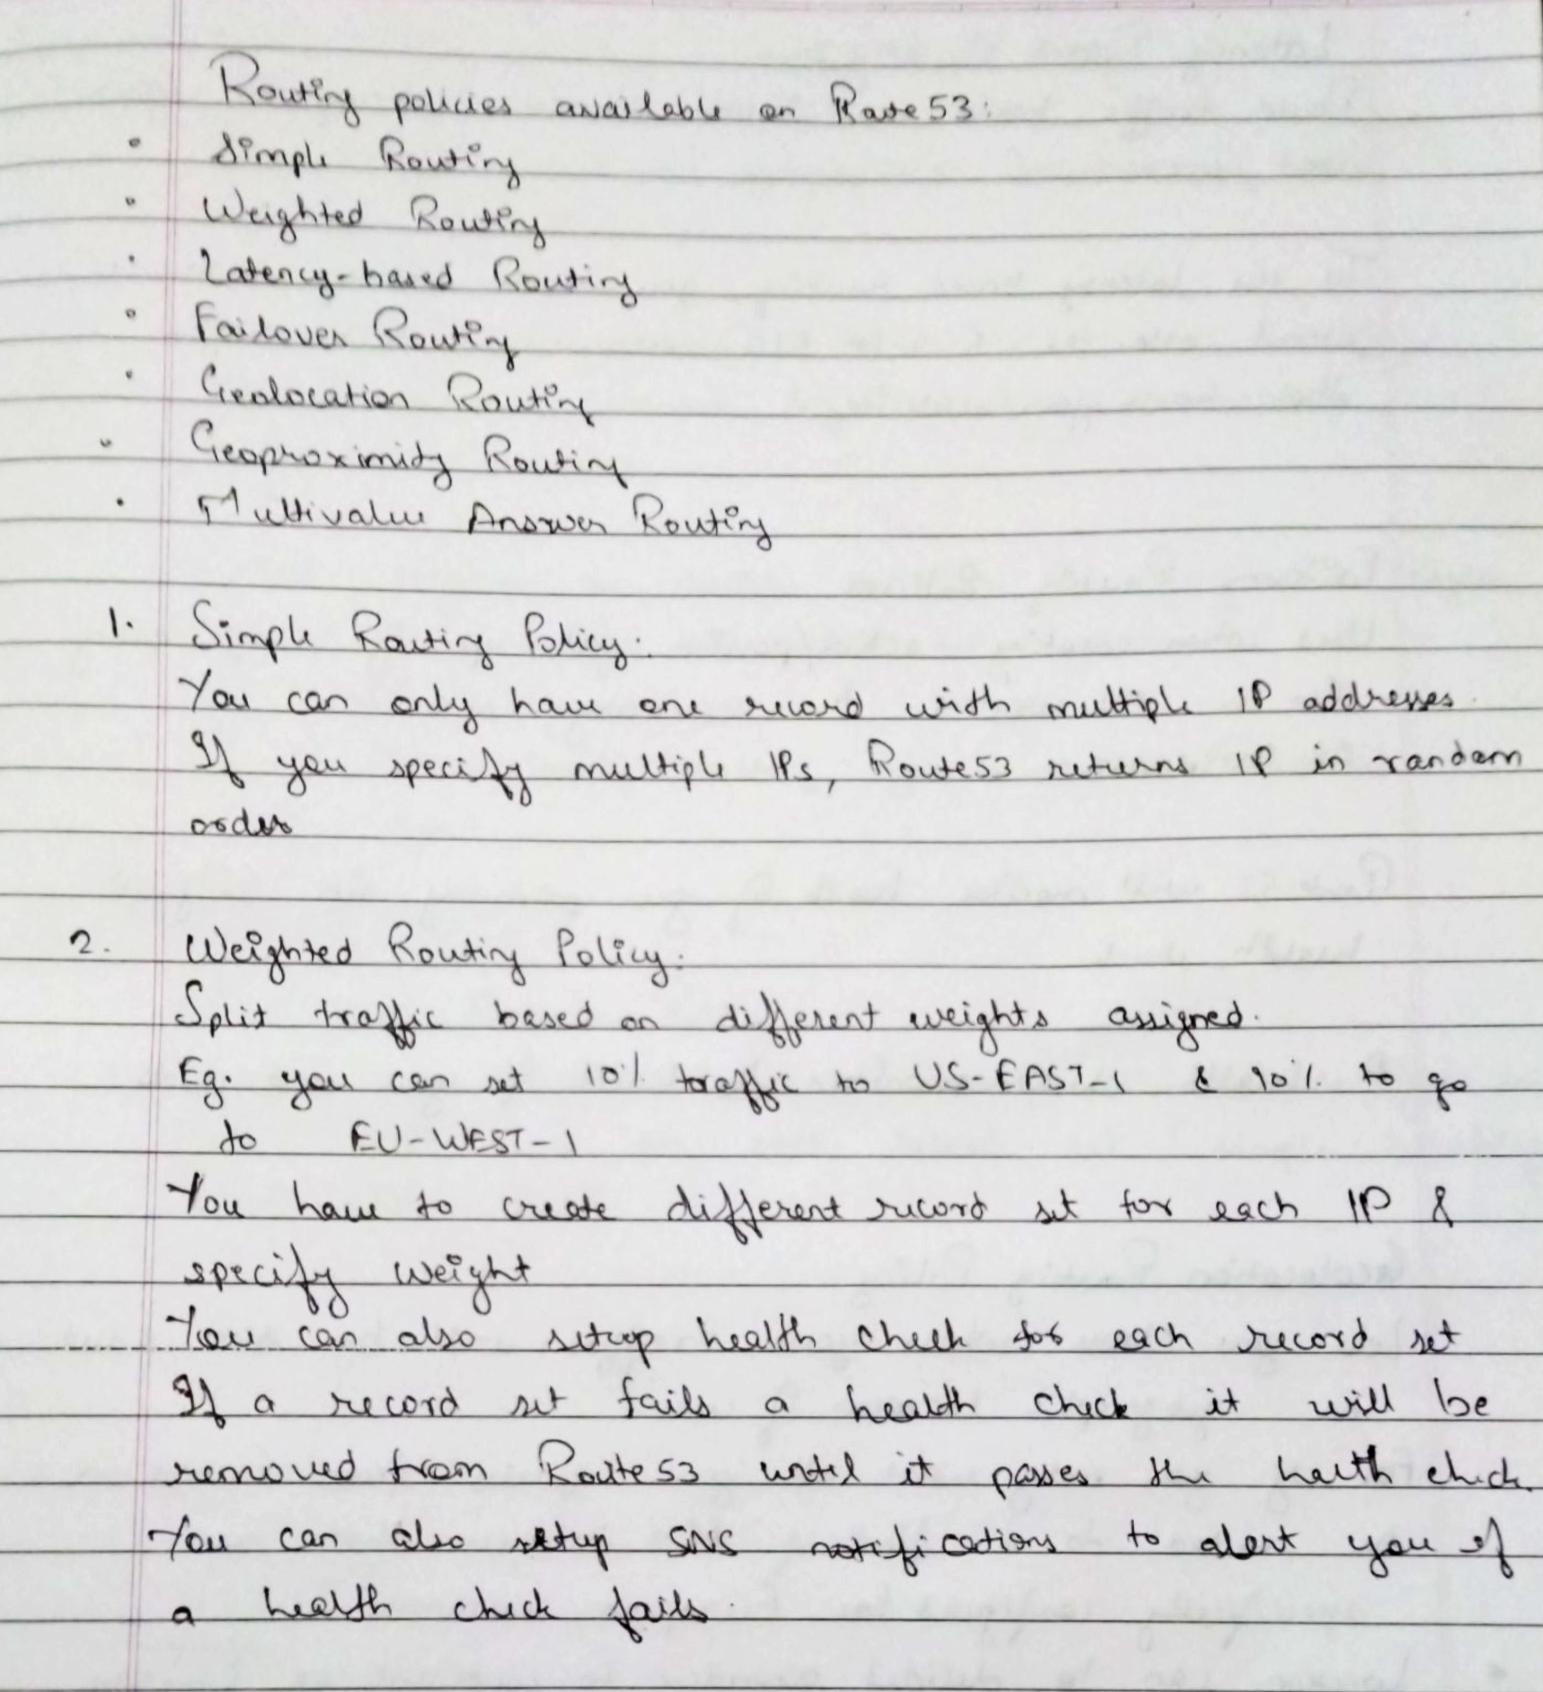 Routing policies available on Route53:
• Simple Routing
• Weighted Routing
• Latency-based Routing
• Failover Routing
• Geolocation Routing
• Geoproximity Routing
• Multivalue Answer Routing
1. Simple Routing Policy:
You can only have one record with multiple IP addresses.
If you specify multiple IPs, Route53 returns IP in random
order
2. Weighted Routing Policy:
Split traffic based on different weights assigned.
Eg. you can set 10% traffic to US-EAST-1 & 90% to go
to EU-WEST-1
You have to create different record set for each IP &
specify weight
You can also setup health check for each record set
If a record set fails a health check it will be
removed from Route53 until it passes the health check.
You can also setup SNS notifications to alert you if
a health check fails.